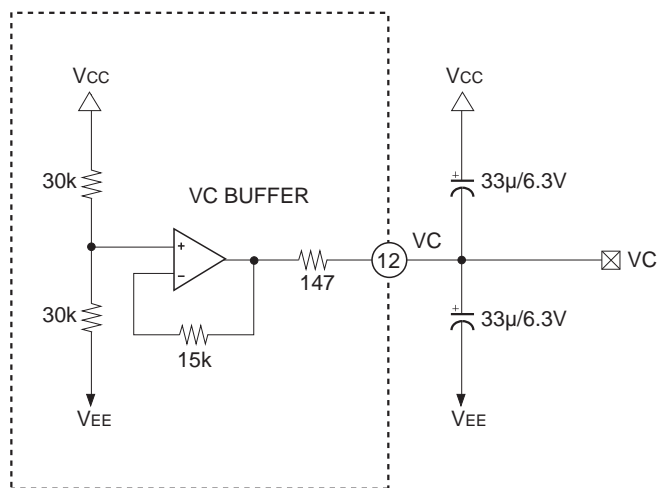 VCC
VCC
30k
VC BUFFER
33µ/6.3V
+
+
−
12
VC
VC
147
30k
+
33µ/6.3V
15k
VEE
VEE